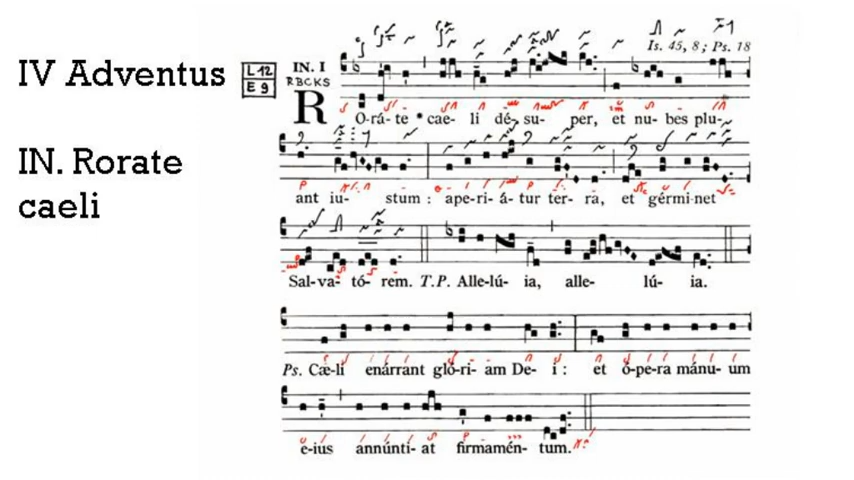 IV Adventus
IN. Rorate
caeli
L 12
E 9
IN. I
RBCKS
Is. 45, 8 ; Ps. 18
R
O-rá- te * cae- li dé- su- per, et nu- bes plu-
ant iu- stum : ape-ri- á- tur ter- ra, et gérmi-net
Sal-va- tó- rem. T.P. Alle-lú- ia, alle- lú- ia.
Ps. Cæ-li enárrant gló-ri- am De- i : et ó-pe-ra mánu- um
e-ius annúnti- at firmamén- tum.